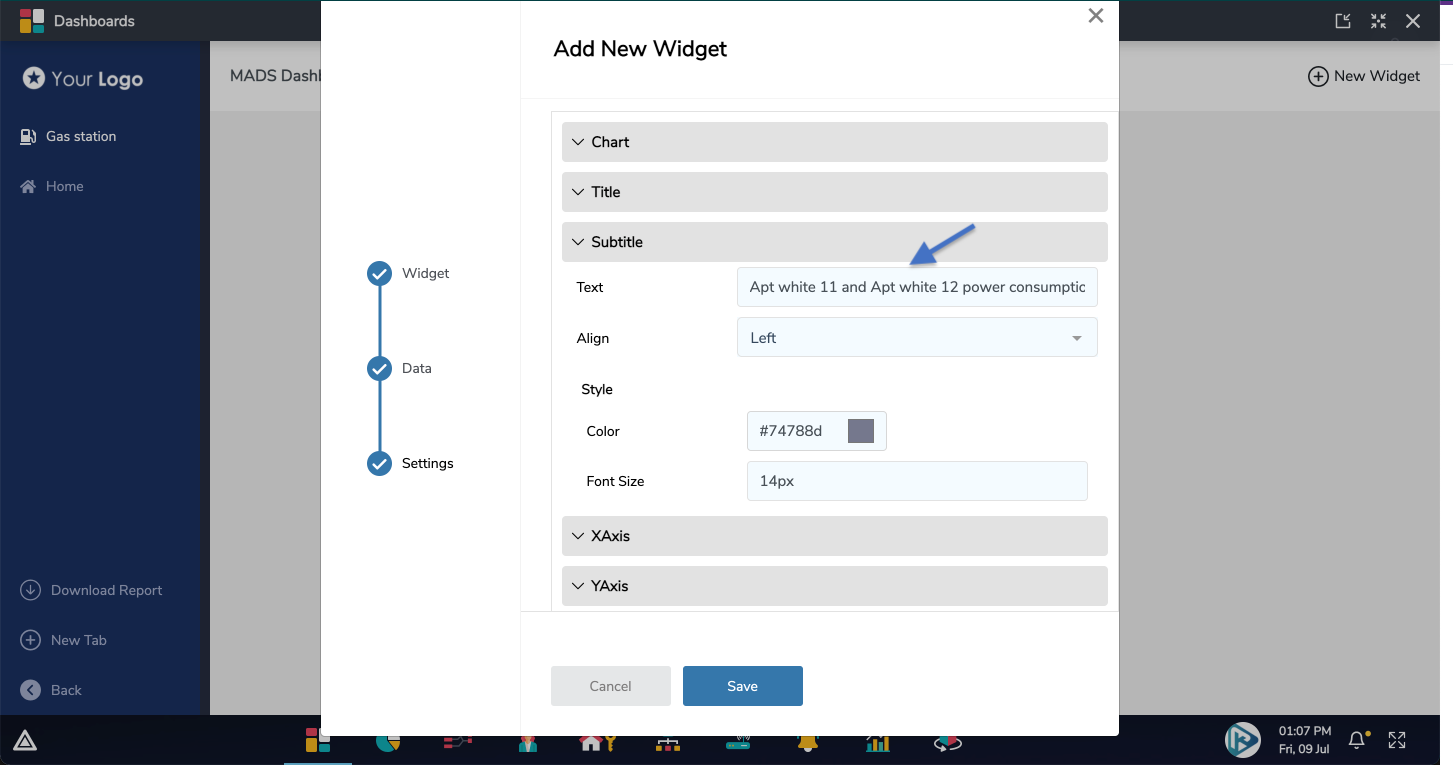 Dashboards
Your Logo
MADS Dashb
New Widget
Gas station
Home
Download Report
New Tab
Back
Add New Widget
Widget
Data
Settings
Chart
Title
Subtitle
Text
Apt white 11 and Apt white 12 power consumptic
Align
Left
Style
Color
#74788d
Font Size
14px
XAxis
YAxis
Cancel
Save
01:07 PM
Fri, 09 Jul